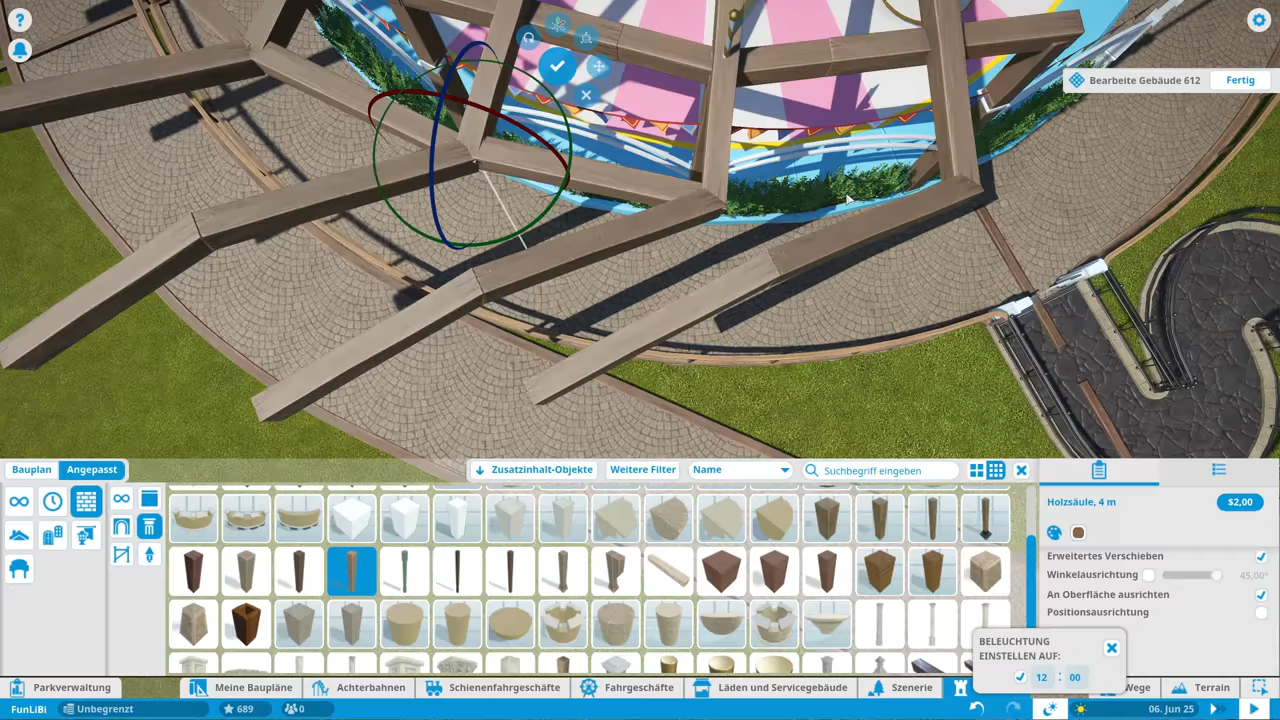 ?
Bearbeite Gebäude 612
Fertig
Bauplan
Angepasst
Zusatzinhalt-Objekte
Weitere Filter
Name
Suchbegriff eingeben
Holzsäule, 4 m
$2,00
Erweitertes Verschieben
Winkelausrichtung
45,00°
An Oberfläche ausrichten
Positionsausrichtung
BELEUCHTUNG
EINSTELLEN AUF:
12 : 00
Parkverwaltung
Meine Baupläne
Achterbahnen
Schienenfahrgeschäfte
Fahrgeschäfte
Läden und Servicegebäude
Szenerie
Wege
Terrain
FunLiBi
Unbegrenzt
689
0
06. Jun 25